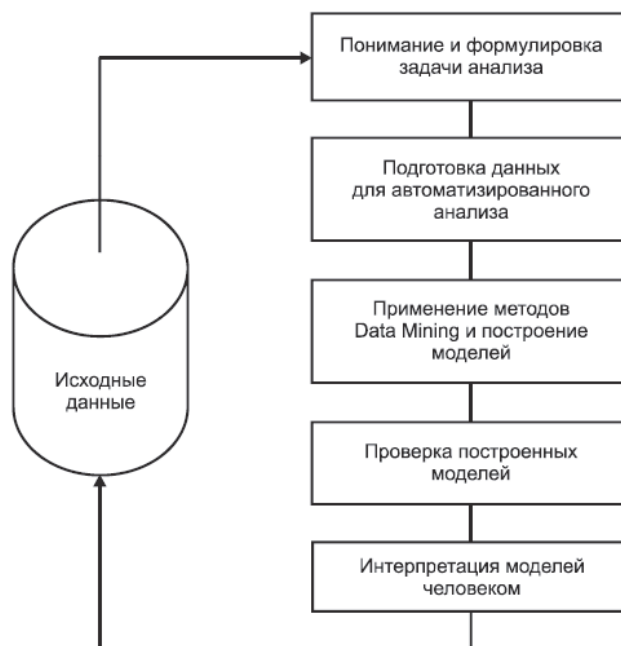 Понимание и формулировка
задачи анализа
Подготовка данных
для автоматизированного
анализа
Применение методов
Data Mining и построение
моделей
Исходные
данные
Проверка построенных
моделей
Интерпретация моделей
человеком